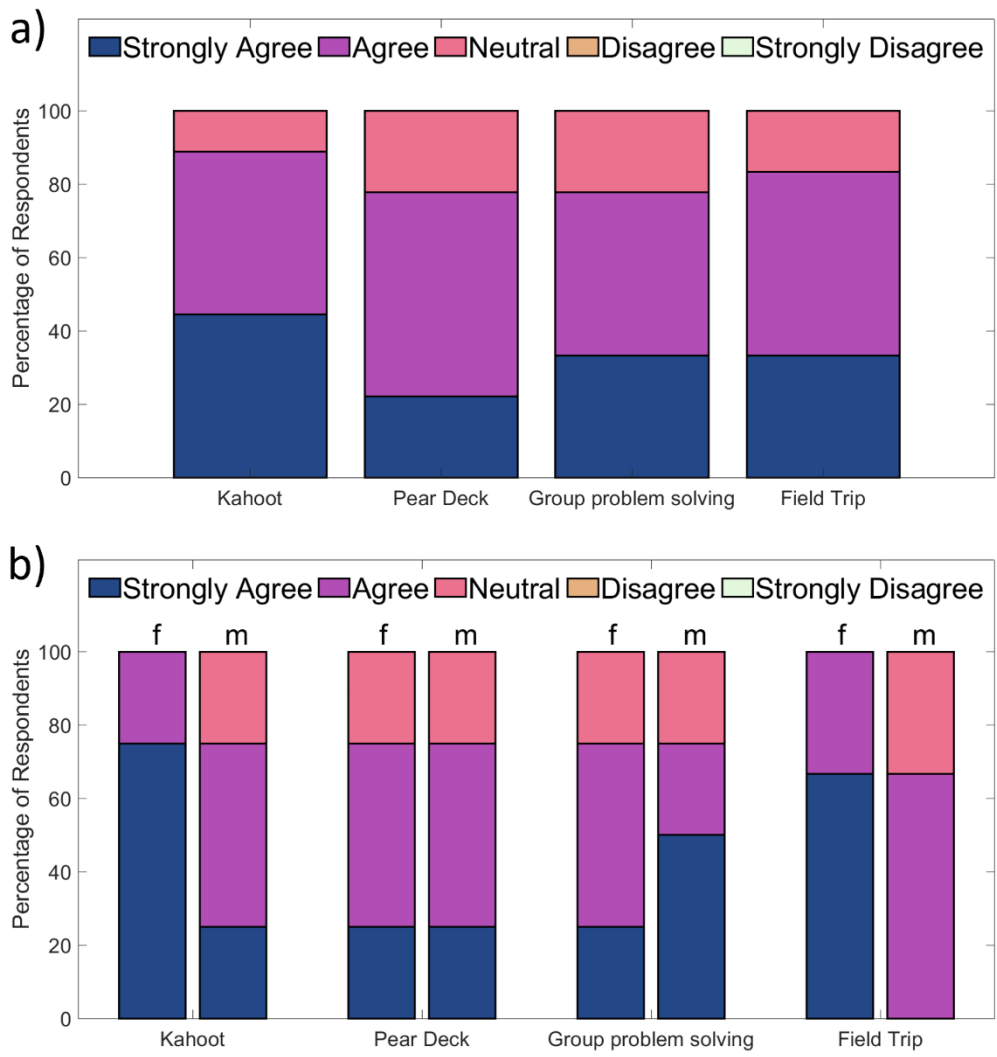 a)
Strongly Agree Agree Neutral Disagree Strongly Disagree
100
80
60
40
20
0
Percentage of Respondents
Kahoot Pear Deck Group problem solving Field Trip
b)
Strongly Agree Agree Neutral Disagree Strongly Disagree
f m f m f m f m
100
80
60
40
20
0
Percentage of Respondents
Kahoot Pear Deck Group problem solving Field Trip